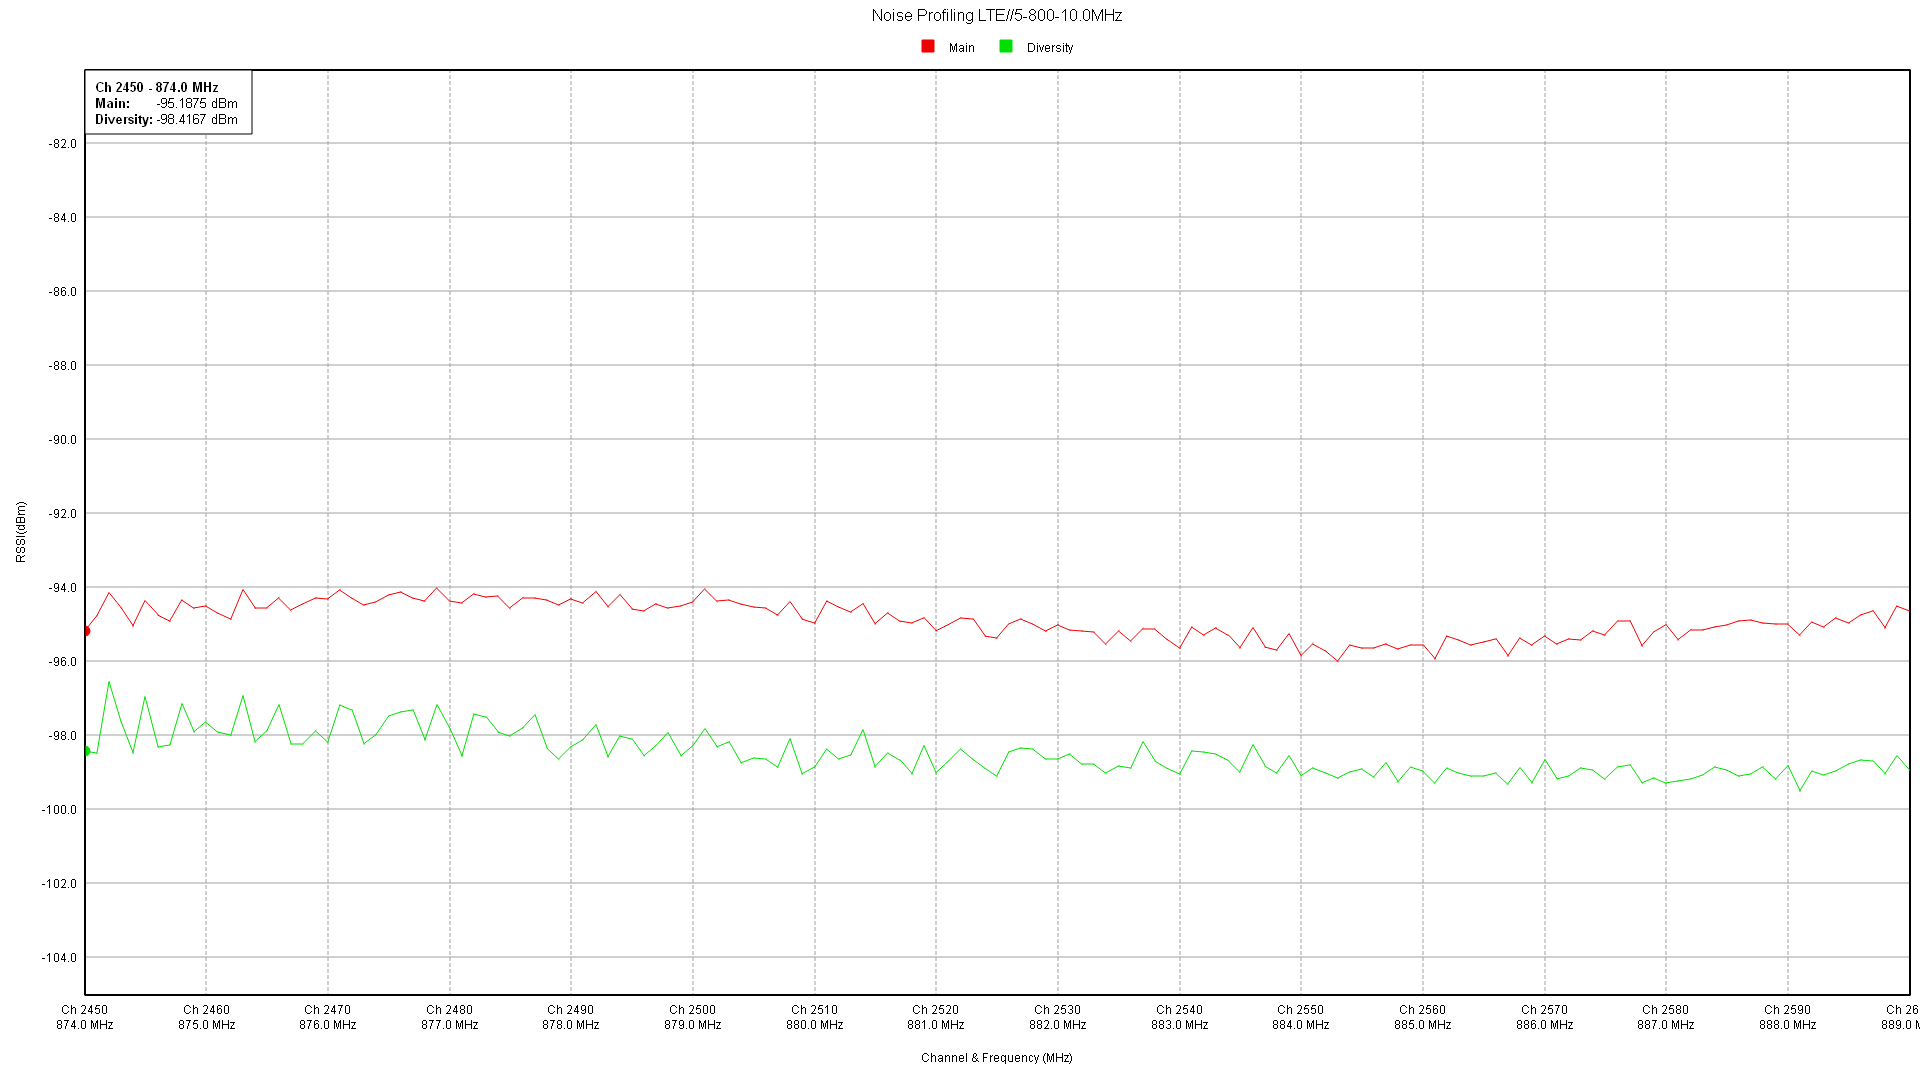 Noise Profiling LTE//5-800-10.0MHz
Main Diversity
Ch 2450 - 874.0 MHz
Main: -95.1875 dBm
Diversity: -98.4167 dBm
-82.0
-84.0
-86.0
-88.0
-90.0
-92.0
RSSI(dBm)
-94.0
-96.0
-98.0
-100.0
-102.0
-104.0
Ch 2450 Ch 2460 Ch 2470 Ch 2480 Ch 2490 Ch 2500 Ch 2510 Ch 2520 Ch 2530 Ch 2540 Ch 2550 Ch 2560 Ch 2570 Ch 2580 Ch 2590 Ch 26
874.0 MHz 875.0 MHz 876.0 MHz 877.0 MHz 878.0 MHz 879.0 MHz 880.0 MHz 881.0 MHz 882.0 MHz 883.0 MHz 884.0 MHz 885.0 MHz 886.0 MHz 887.0 MHz 888.0 MHz 889.0 M
Channel & Frequency (MHz)